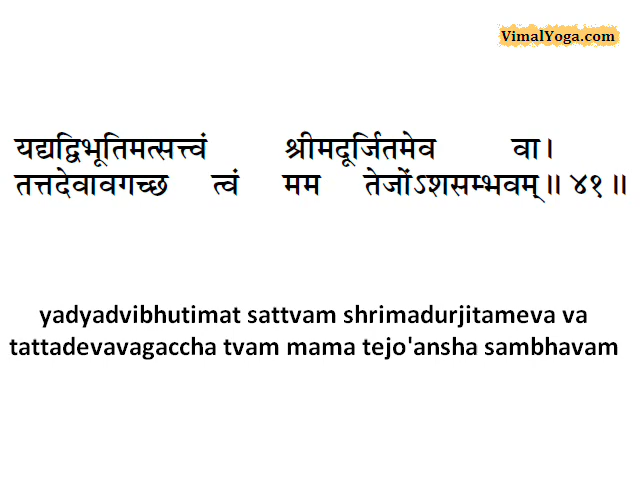 VimalYoga.com
यद्यद्विभूतिमत्सत्त्वं श्रीमदूर्जितमेव वा।
तत्तदेवावगच्छ त्वं मम तेजोंऽशसम्भवम्॥ ४१॥
yadyadvibhutimat sattvam shrimadurjitameva va
tattadevavagaccha tvam mama tejo'ansha sambhavam